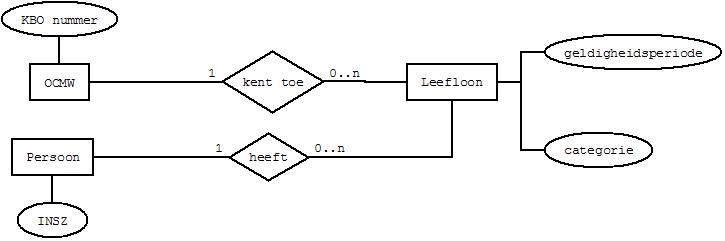 KBO nummer
geldigheidsperiode
1
0..n
OCMW
kent toe
Leefloon
1
0..n
categorie
Persoon
heeft
INSZ